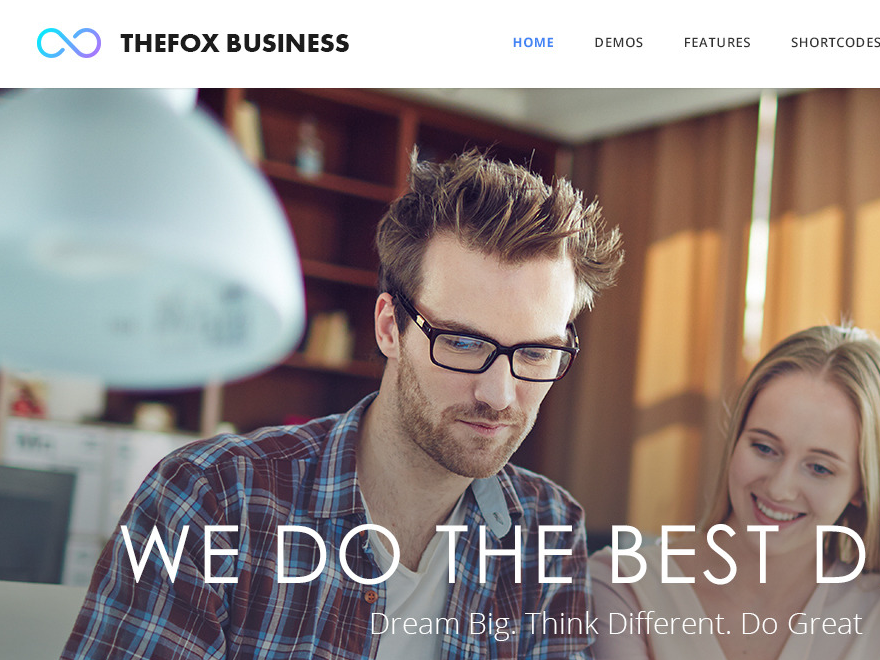 THEFOX BUSINESS
HOME DEMOS FEATURES SHORTCODES
WE DO THE BEST D
Dream Big. Think Different. Do Great